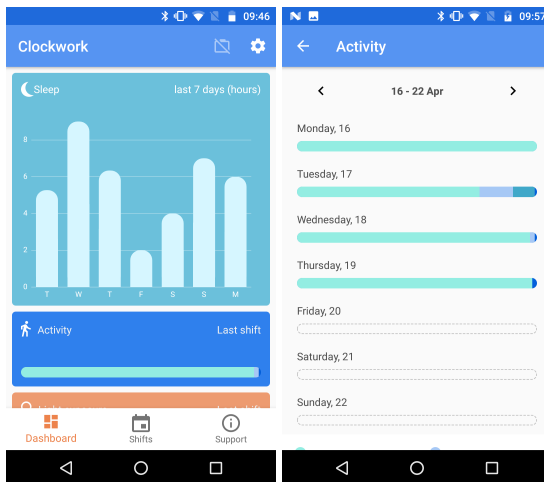 09:46
Clockwork
Sleep
last 7 days (hours)
8
6
4
2
0
T W T F S S M
Activity
Last shift
Dashboard
Shifts
Support
09:57
Activity
16 - 22 Apr
Monday, 16
Tuesday, 17
Wednesday, 18
Thursday, 19
Friday, 20
Saturday, 21
Sunday, 22